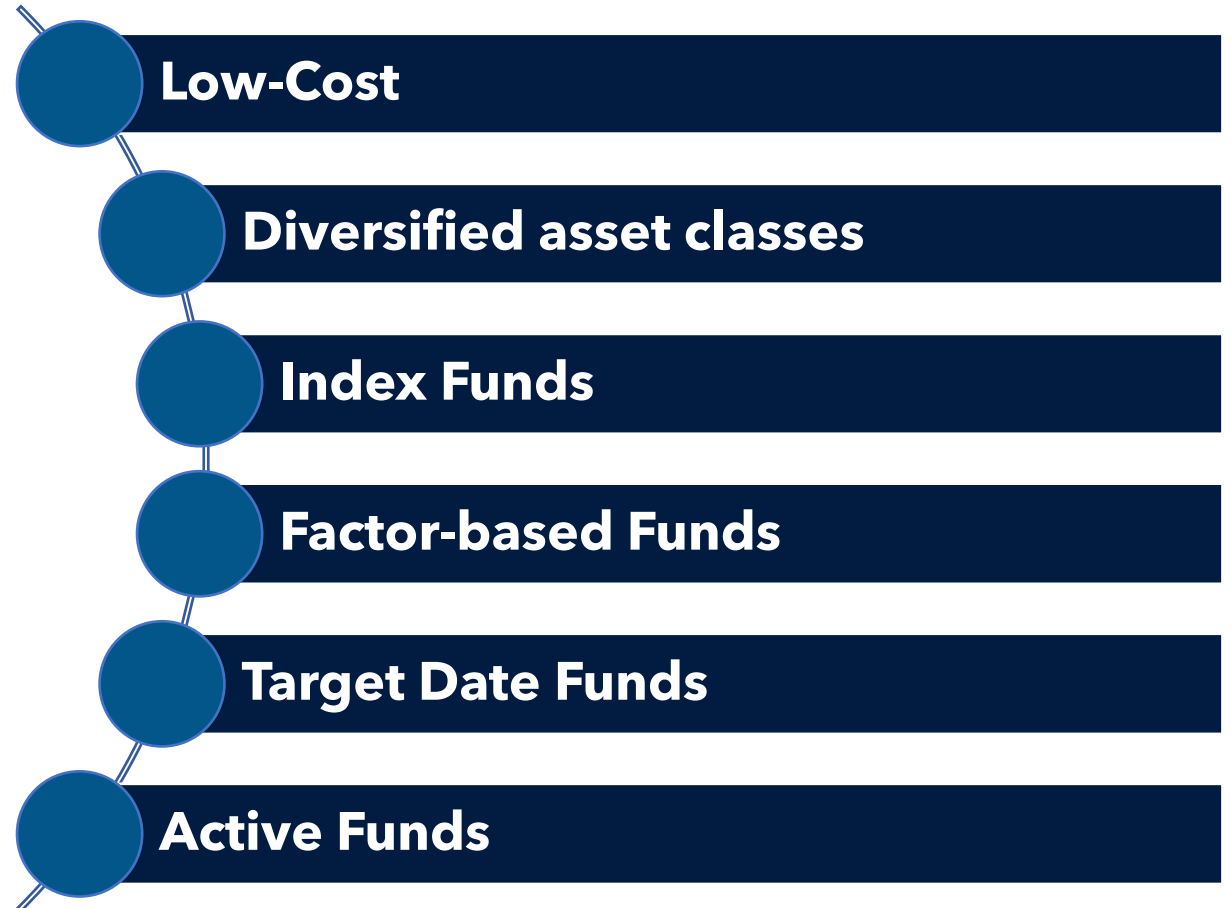 Low-Cost
Diversified asset classes
Index Funds
Factor-based Funds
Target Date Funds
Active Funds